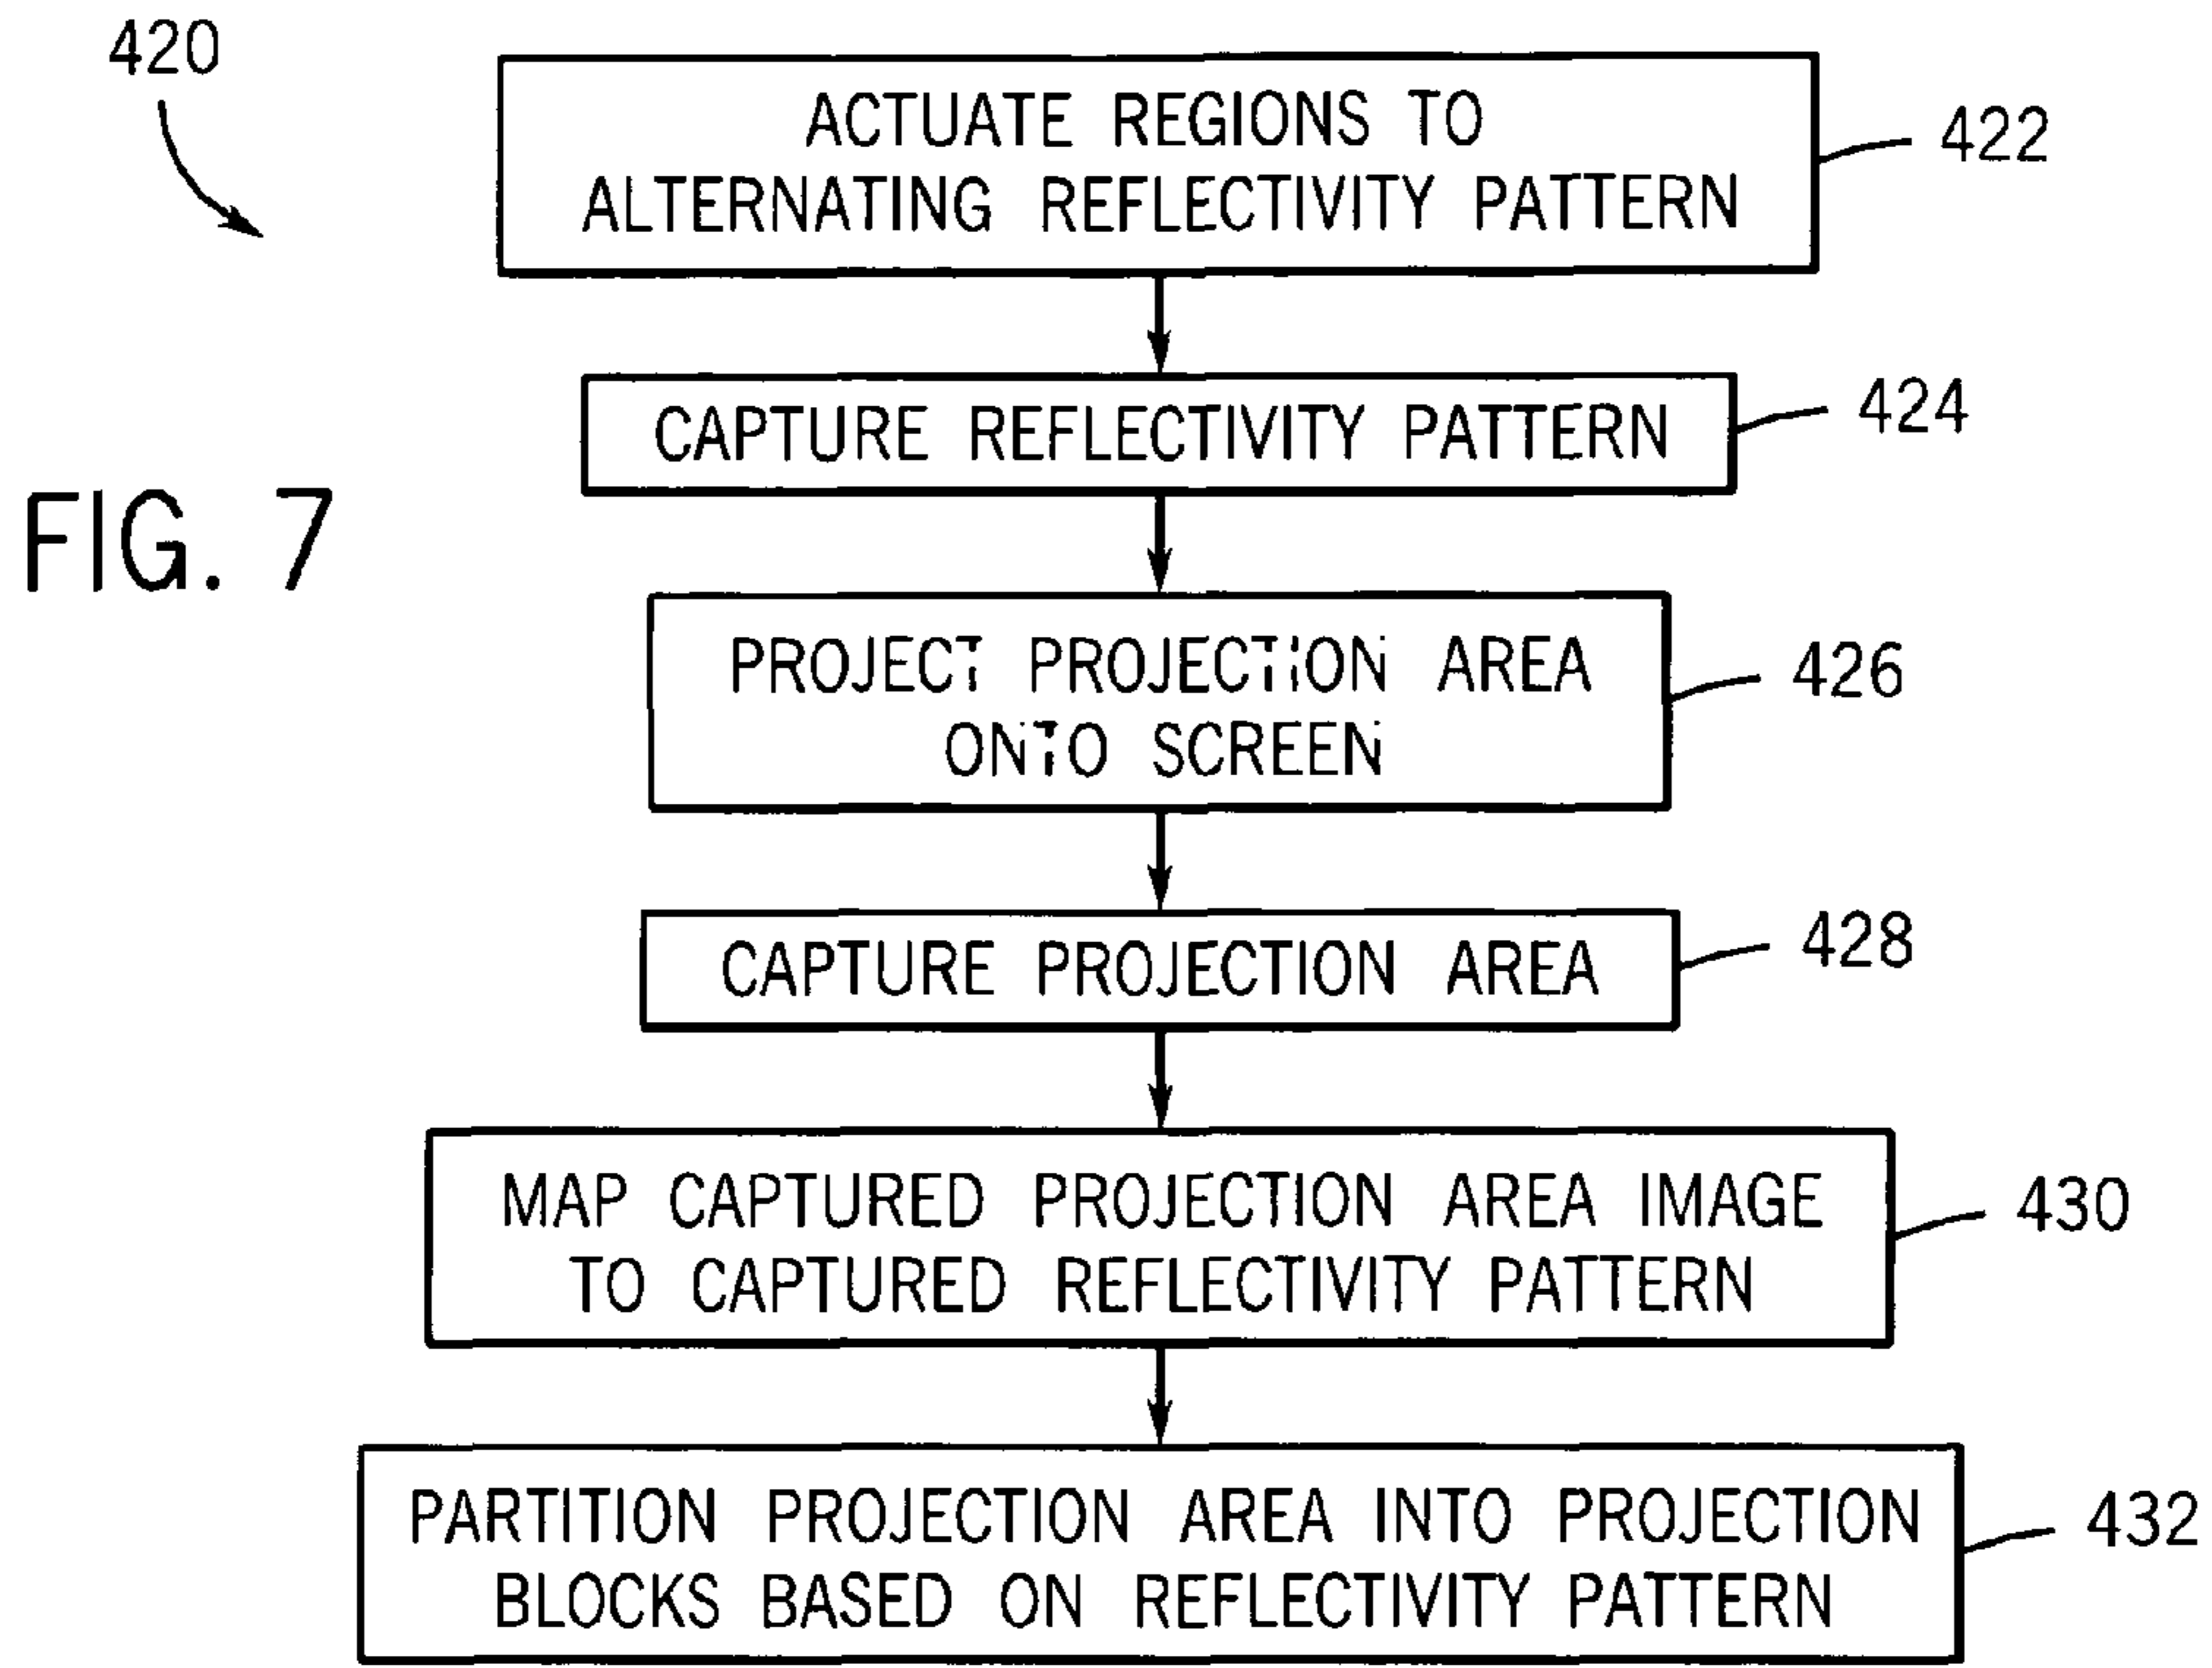 420
ACTUATE REGIONS TO
ALTERNATING REFLECTIVITY PATTERN
422
CAPTURE REFLECTIVITY PATTERN
424
FIG. 7
PROJECT PROJECTION AREA
ONTO SCREEN
426
CAPTURE PROJECTION AREA
428
MAP CAPTURED PROJECTION AREA IMAGE
TO CAPTURED REFLECTIVITY PATTERN
430
PARTITION PROJECTION AREA INTO PROJECTION
BLOCKS BASED ON REFLECTIVITY PATTERN
432